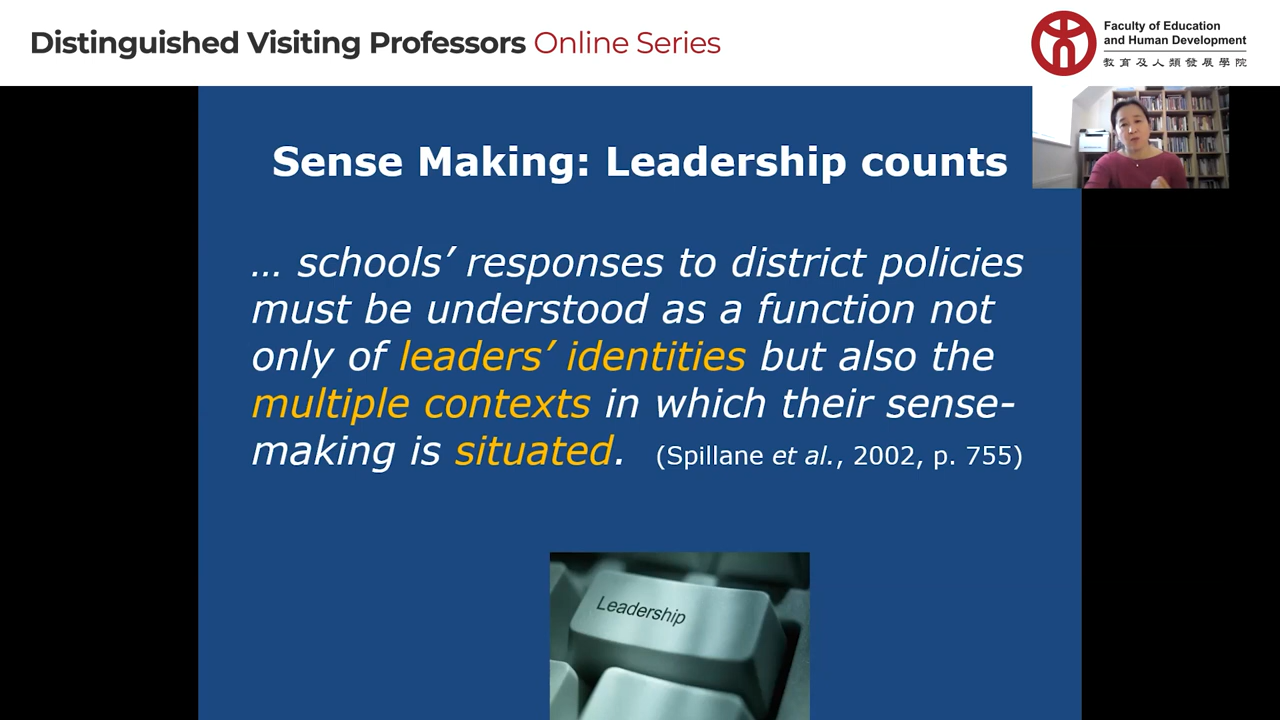 Distinguished Visiting Professors Online Series
Faculty of Education
and Human Development
教育及人類發展學院
Sense Making: Leadership counts
… schools’ responses to district policies
must be understood as a function not
only of leaders’ identities but also the
multiple contexts in which their sense-
making is situated. (Spillane et al., 2002, p. 755)
Leadership